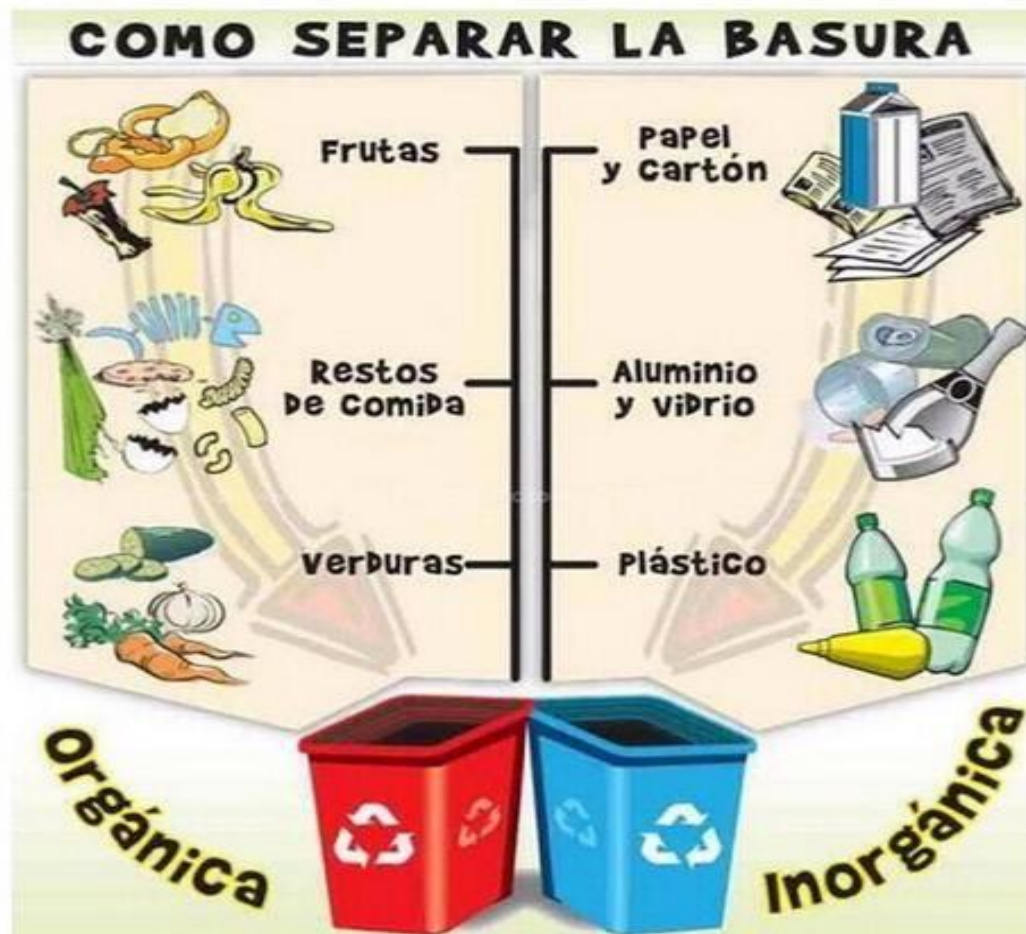 COMO SEPARAR LA BASURA
Frutas
Restos
de comida
Verduras
Papel
y cartón
Aluminio
y vidrio
Plástico
Orgánica
Inorgánica